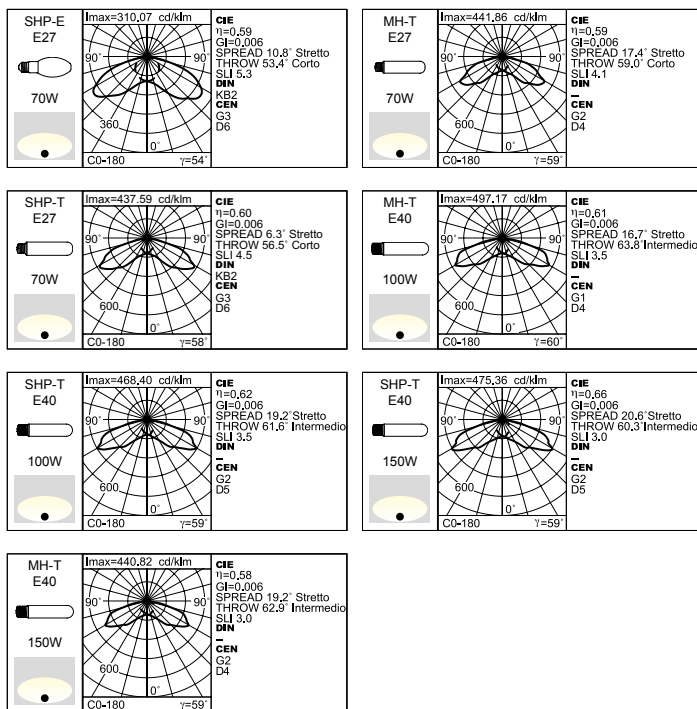 SHP-E
E27
70W
Imax=310.07 cd/klm
90° 90°
360
0°
C0-180 γ=54°
CIE
η=0.59
GI=0.006
SPREAD 10.8° Stretto
THROW 53.4° Corto
SLI 5.3
DIN
KB2
CEN
G3
D6
MH-T
E27
70W
Imax=441.86 cd/klm
90° 90°
600
0°
C0-180 γ=59°
CIE
η=0.59
GI=0.006
SPREAD 17.4° Stretto
THROW 59.0° Corto
SLI 4.1
DIN
–
CEN
G2
D4
SHP-T
E27
70W
Imax=437.59 cd/klm
90° 90°
600
0°
C0-180 γ=58°
CIE
η=0.60
GI=0.006
SPREAD 6.3° Stretto
THROW 56.5° Corto
SLI 4.5
DIN
KB2
CEN
G3
D6
MH-T
E40
100W
Imax=497.17 cd/klm
90° 90°
600
0°
C0-180 γ=60°
CIE
η=0.61
GI=0.006
SPREAD 16.7° Stretto
THROW 63.8° Intermedio
SLI 3.5
DIN
–
CEN
G1
D4
SHP-T
E40
100W
Imax=468.40 cd/klm
90° 90°
600
0°
C0-180 γ=59°
CIE
η=0.62
GI=0.006
SPREAD 19.2° Stretto
THROW 61.6° Intermedio
SLI 3.5
DIN
–
CEN
G2
D5
SHP-T
E40
150W
Imax=475.36 cd/klm
90° 90°
600
0°
C0-180 γ=59°
CIE
η=0.66
GI=0.006
SPREAD 20.6° Stretto
THROW 60.3° Intermedio
SLI 3.0
DIN
–
CEN
G2
D5
MH-T
E40
150W
Imax=440.82 cd/klm
90° 90°
600
0°
C0-180 γ=59°
CIE
η=0.58
GI=0.006
SPREAD 19.2° Stretto
THROW 62.9° Intermedio
SLI 3.0
DIN
–
CEN
G2
D4